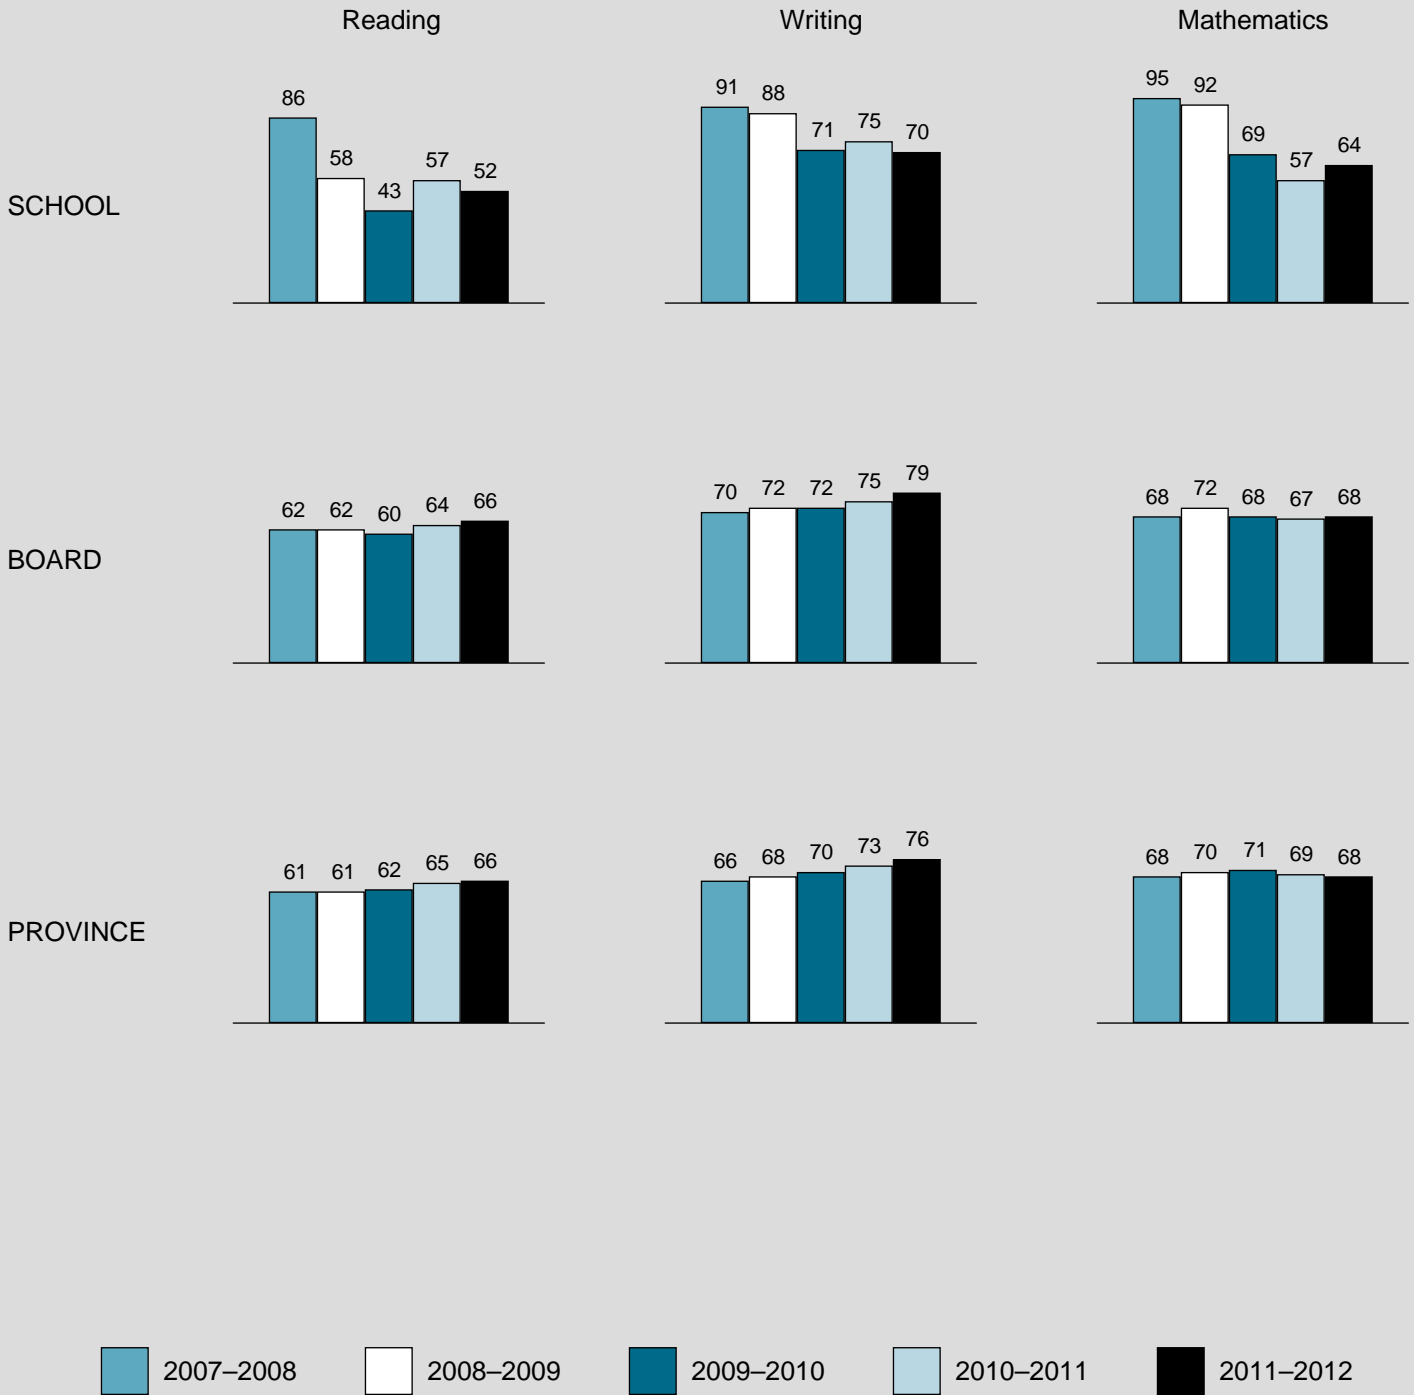 Reading Writing Mathematics
SCHOOL
86 58 43 57 52
91 88 71 75 70
95 92 69 57 64
BOARD
62 62 60 64 66
70 72 72 75 79
68 72 68 67 68
PROVINCE
61 61 62 65 66
66 68 70 73 76
68 70 71 69 68
2007–2008 2008–2009 2009–2010 2010–2011 2011–2012